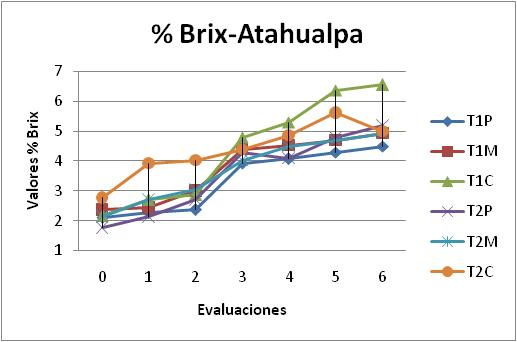 % Brix-Atahualpa
Valores % Brix
7
6
5
4
3
2
1
0 1 2 3 4 5 6
Evaluaciones
T1P
T1M
T1C
T2P
T2M
T2C